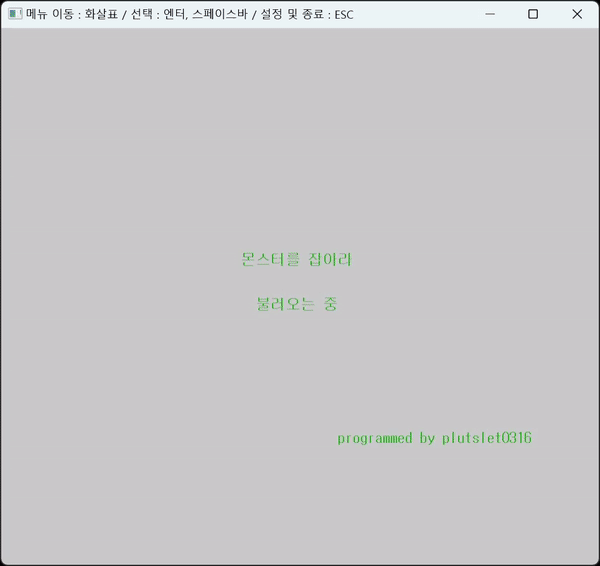 메뉴 이동 : 화살표 / 선택 : 엔터, 스페이스바 / 설정 및 종료 : ESC
몬스터를 잡아라
불러오는 중
programmed by plutslet0316